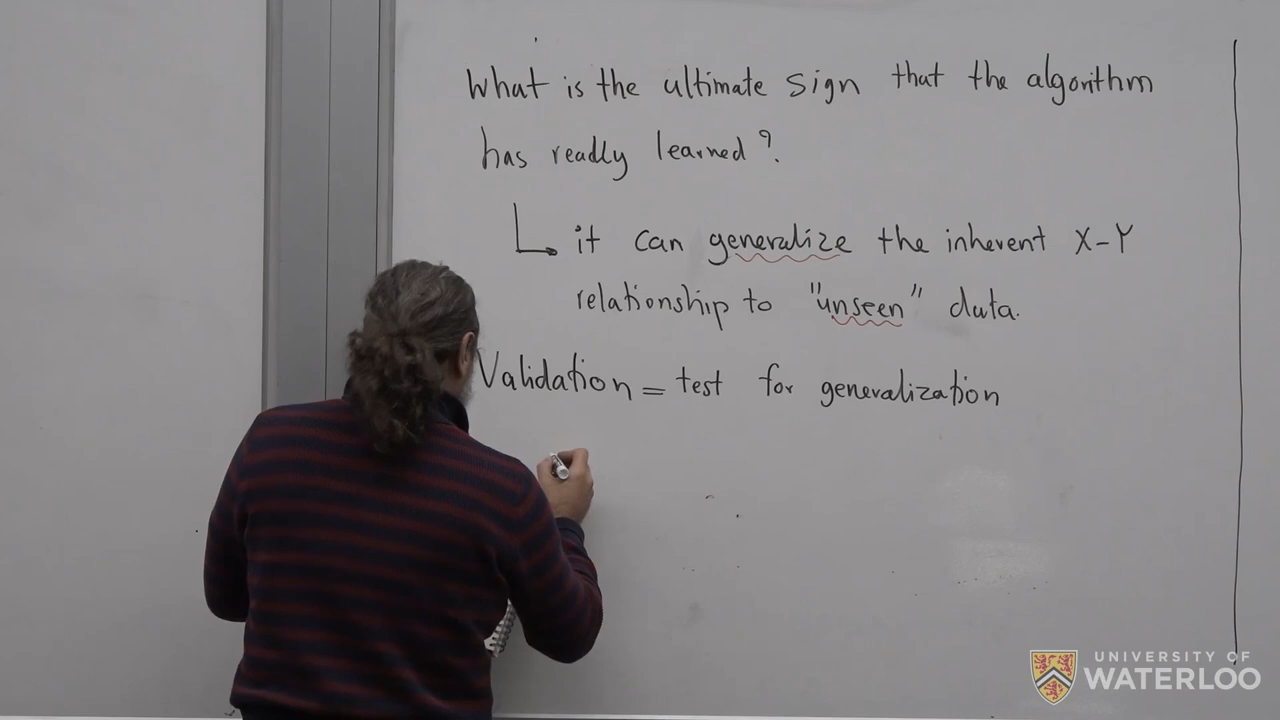 What is the ultimate sign that the algorithm
has really learned?
it can generalize the inherent X-Y
relationship to "unseen" data.
Validation = test for generalization
UNIVERSITY OF
WATERLOO